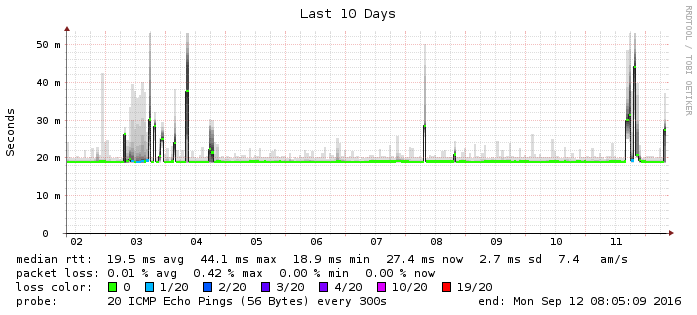 Last 10 Days
RRDTOOL / TOBI OETIKER
Seconds
50 m
40 m
30 m
20 m
10 m
0
02 03 04 05 06 07 08 09 10 11
median rtt: 19.5 ms avg 44.1 ms max 18.9 ms min 27.4 ms now 2.7 ms sd 7.4 am/s
packet loss: 0.01 % avg 0.42 % max 0.00 % min 0.00 % now
loss color: 0 1/20 2/20 3/20 4/20 10/20 19/20
probe: 20 ICMP Echo Pings (56 Bytes) every 300s end: Mon Sep 12 08:05:09 2016